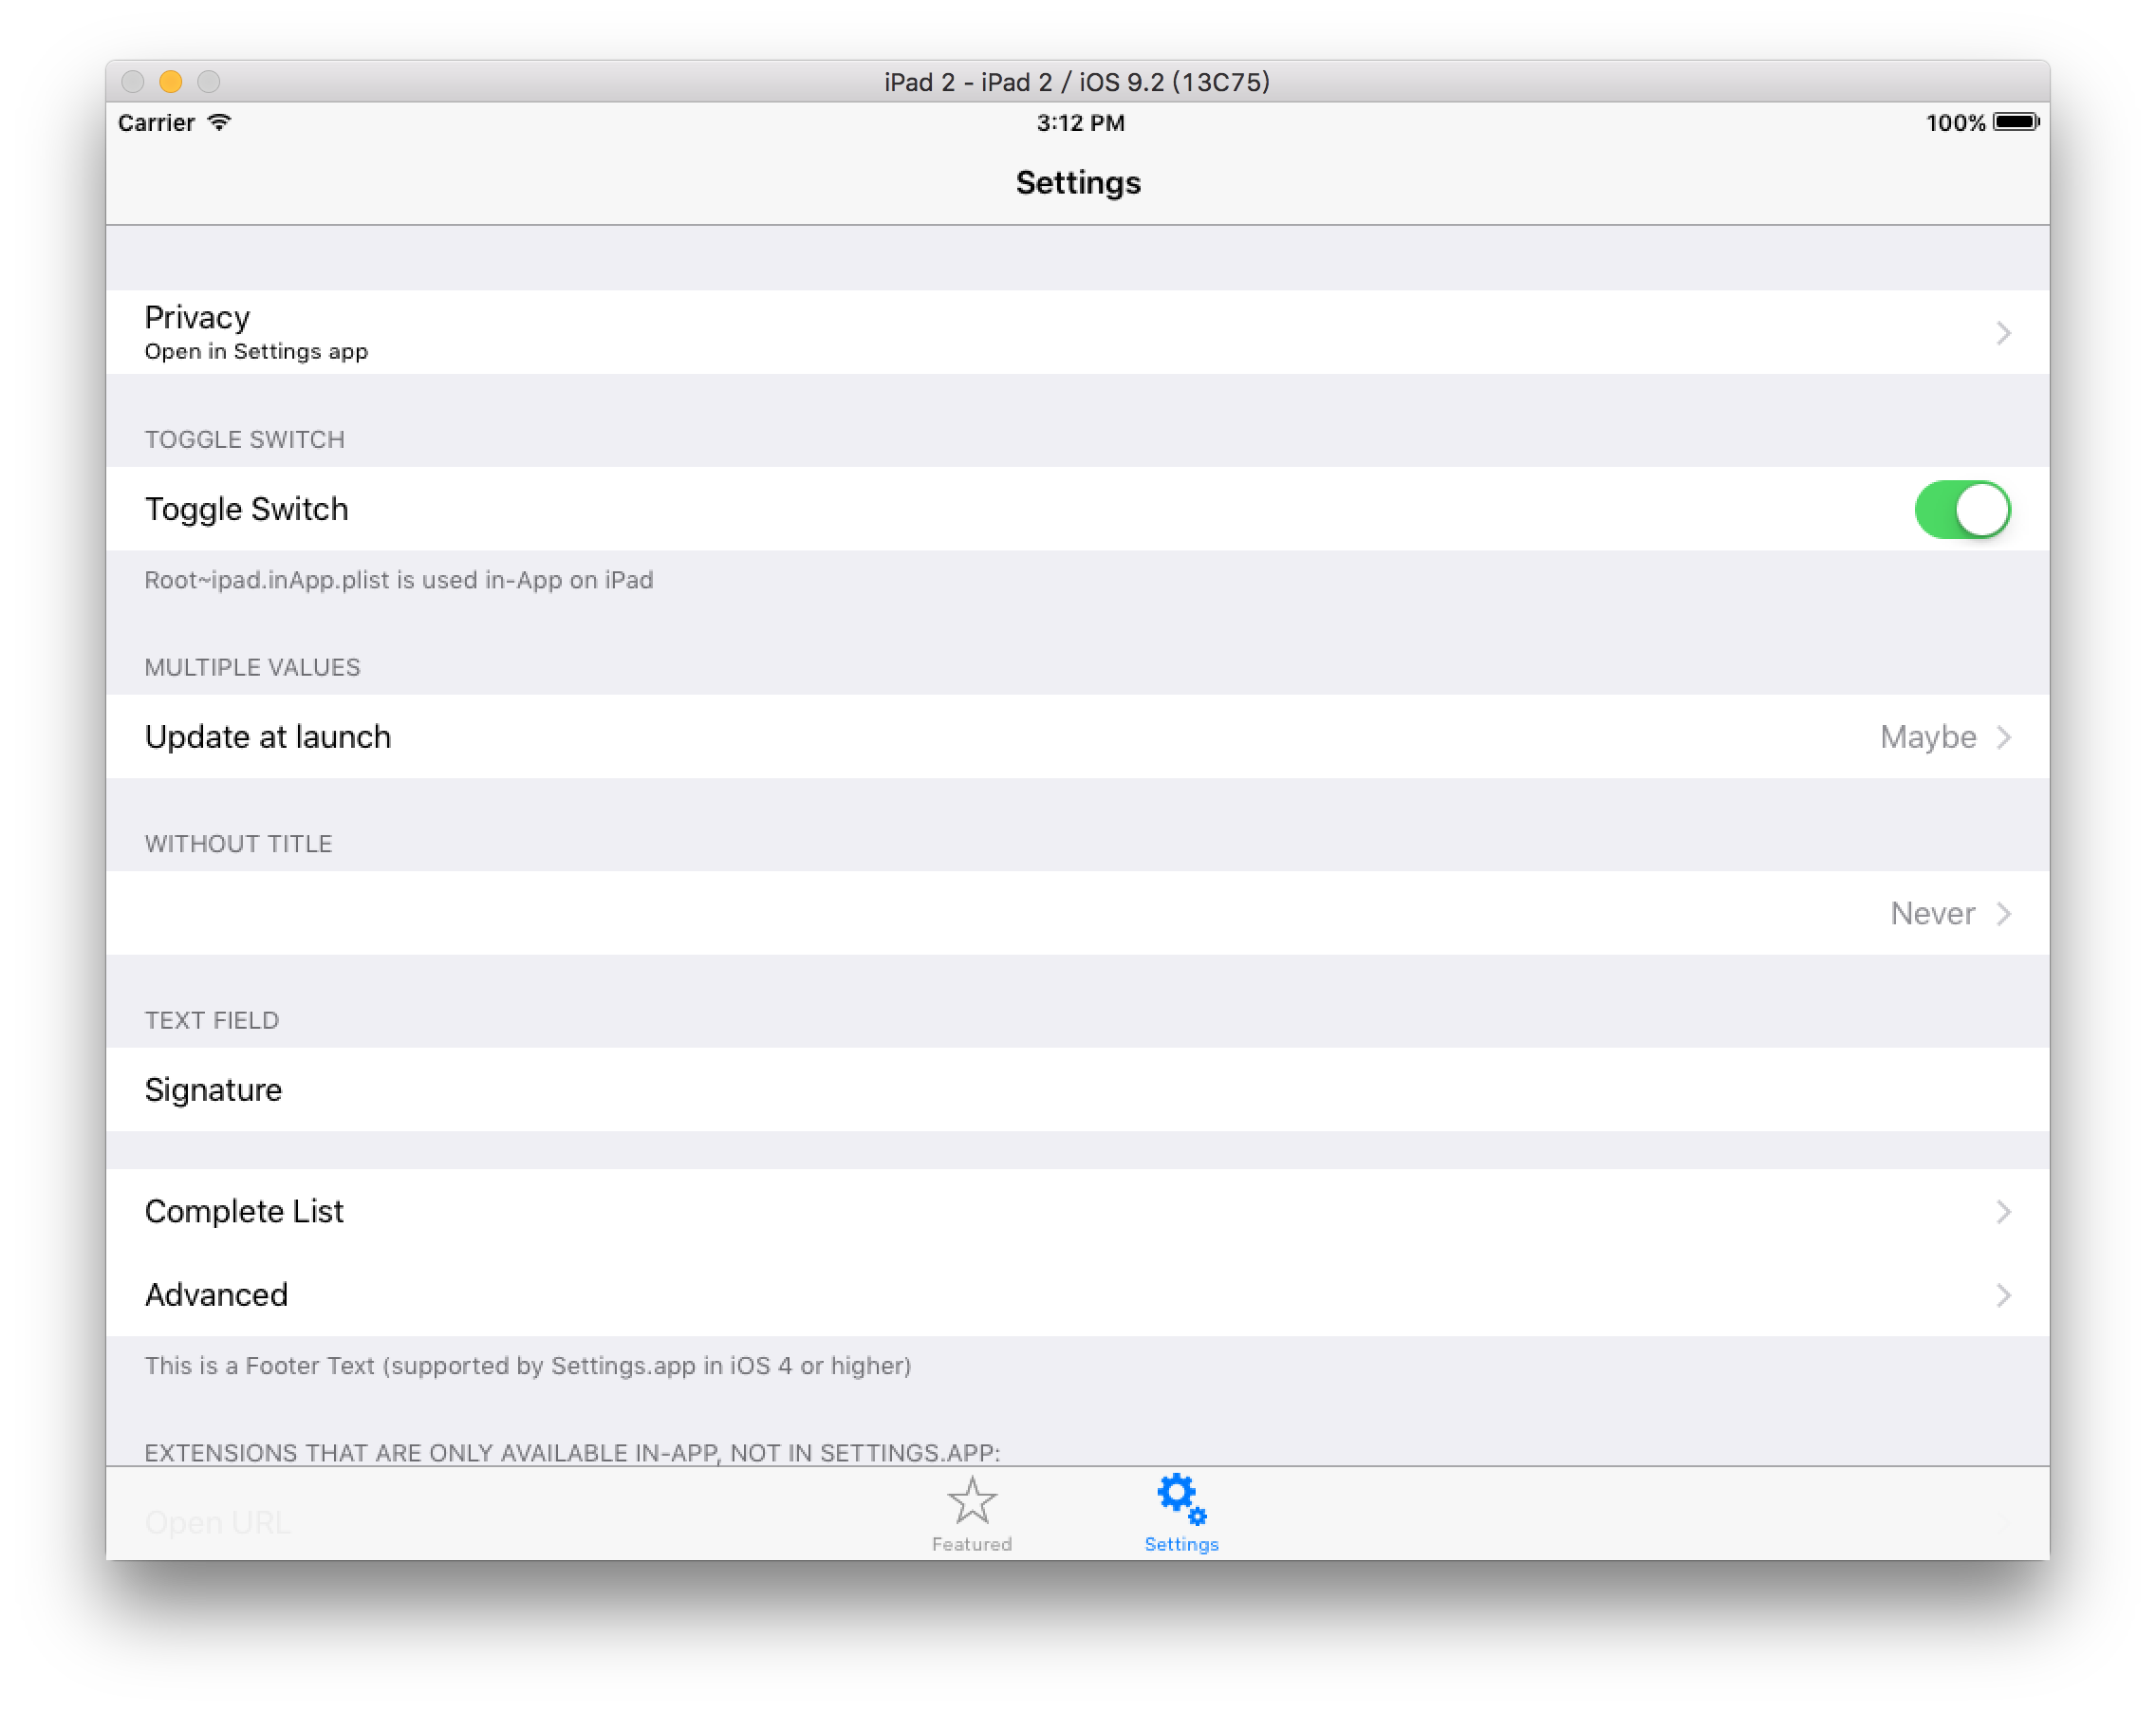 iPad 2 - iPad 2 / iOS 9.2 (13C75)
Carrier 3:12 PM 100%
Settings
Privacy
Open in Settings app
TOGGLE SWITCH
Toggle Switch
Root~ipad.inApp.plist is used in-App on iPad
MULTIPLE VALUES
Update at launch Maybe
WITHOUT TITLE
Never
TEXT FIELD
Signature
Complete List
Advanced
This is a Footer Text (supported by Settings.app in iOS 4 or higher)
EXTENSIONS THAT ARE ONLY AVAILABLE IN-APP, NOT IN SETTINGS.APP:
Open URL
Featured Settings